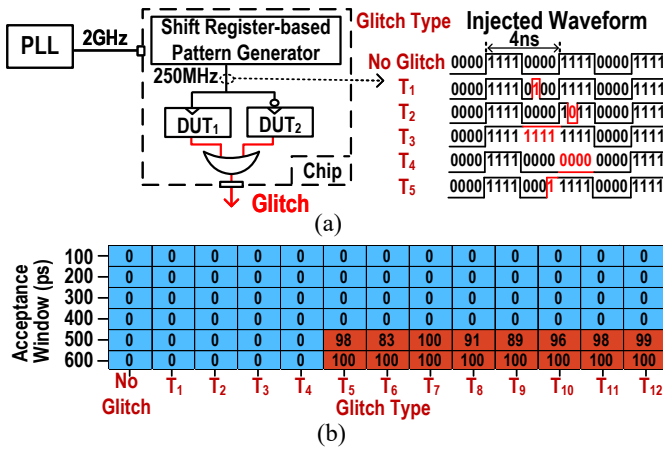 PLL
2GHz
Shift Register-based
Pattern Generator
250MHz
DUT1
DUT2
Chip
Glitch
Glitch Type
Injected Waveform
4ns
No Glitch 0000 1111 0000 1111 0000 1111
T1 0000 1111 0100 1111 0000 1111
T2 0000 1111 0000 1011 0000 1111
T3 0000 1111 1111 1111 0000 1111
T4 0000 1111 0000 0000 0000 1111
T5 0000 1111 0001 1111 0000 1111
(a)
Acceptance
Window (ps)
100 0 0 0 0 0 0 0 0 0 0 0 0 0
200 0 0 0 0 0 0 0 0 0 0 0 0 0
300 0 0 0 0 0 0 0 0 0 0 0 0 0
400 0 0 0 0 0 0 0 0 0 0 0 0 0
500 0 0 0 0 0 98 83 100 91 89 96 98 99
600 0 0 0 0 0 100 100 100 100 100 100 100 100
No Glitch T1 T2 T3 T4 T5 T6 T7 T8 T9 T10 T11 T12
Glitch Type
(b)